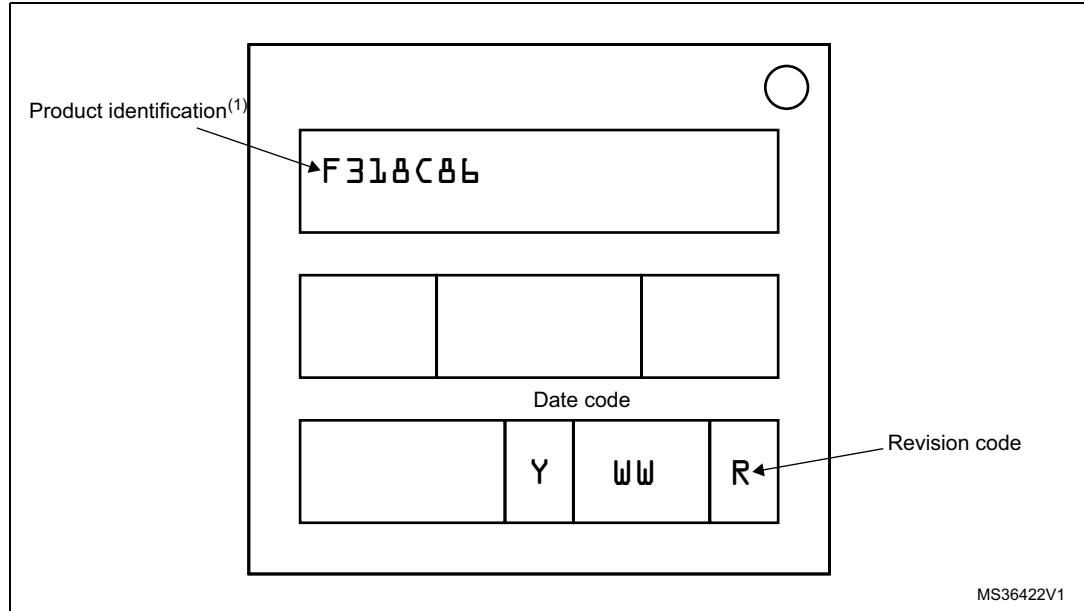 Product identification(1)
F318C86
Date code
Y WW R
Revision code
MS36422V1